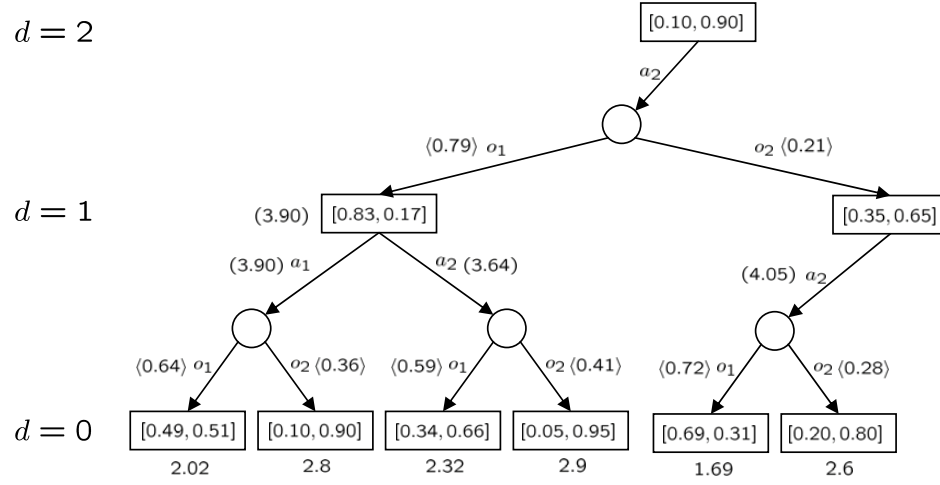 d = 2 [0.10, 0.90]
a₂
⟨0.79⟩ o₁ o₂ ⟨0.21⟩
d = 1 (3.90) [0.83, 0.17] [0.35, 0.65]
(3.90) a₁ a₂ (3.64) (4.05) a₂
⟨0.64⟩ o₁ o₂ ⟨0.36⟩ ⟨0.59⟩ o₁ o₂ ⟨0.41⟩ ⟨0.72⟩ o₁ o₂ ⟨0.28⟩
d = 0 [0.49, 0.51] [0.10, 0.90] [0.34, 0.66] [0.05, 0.95] [0.69, 0.31] [0.20, 0.80]
2.02 2.8 2.32 2.9 1.69 2.6